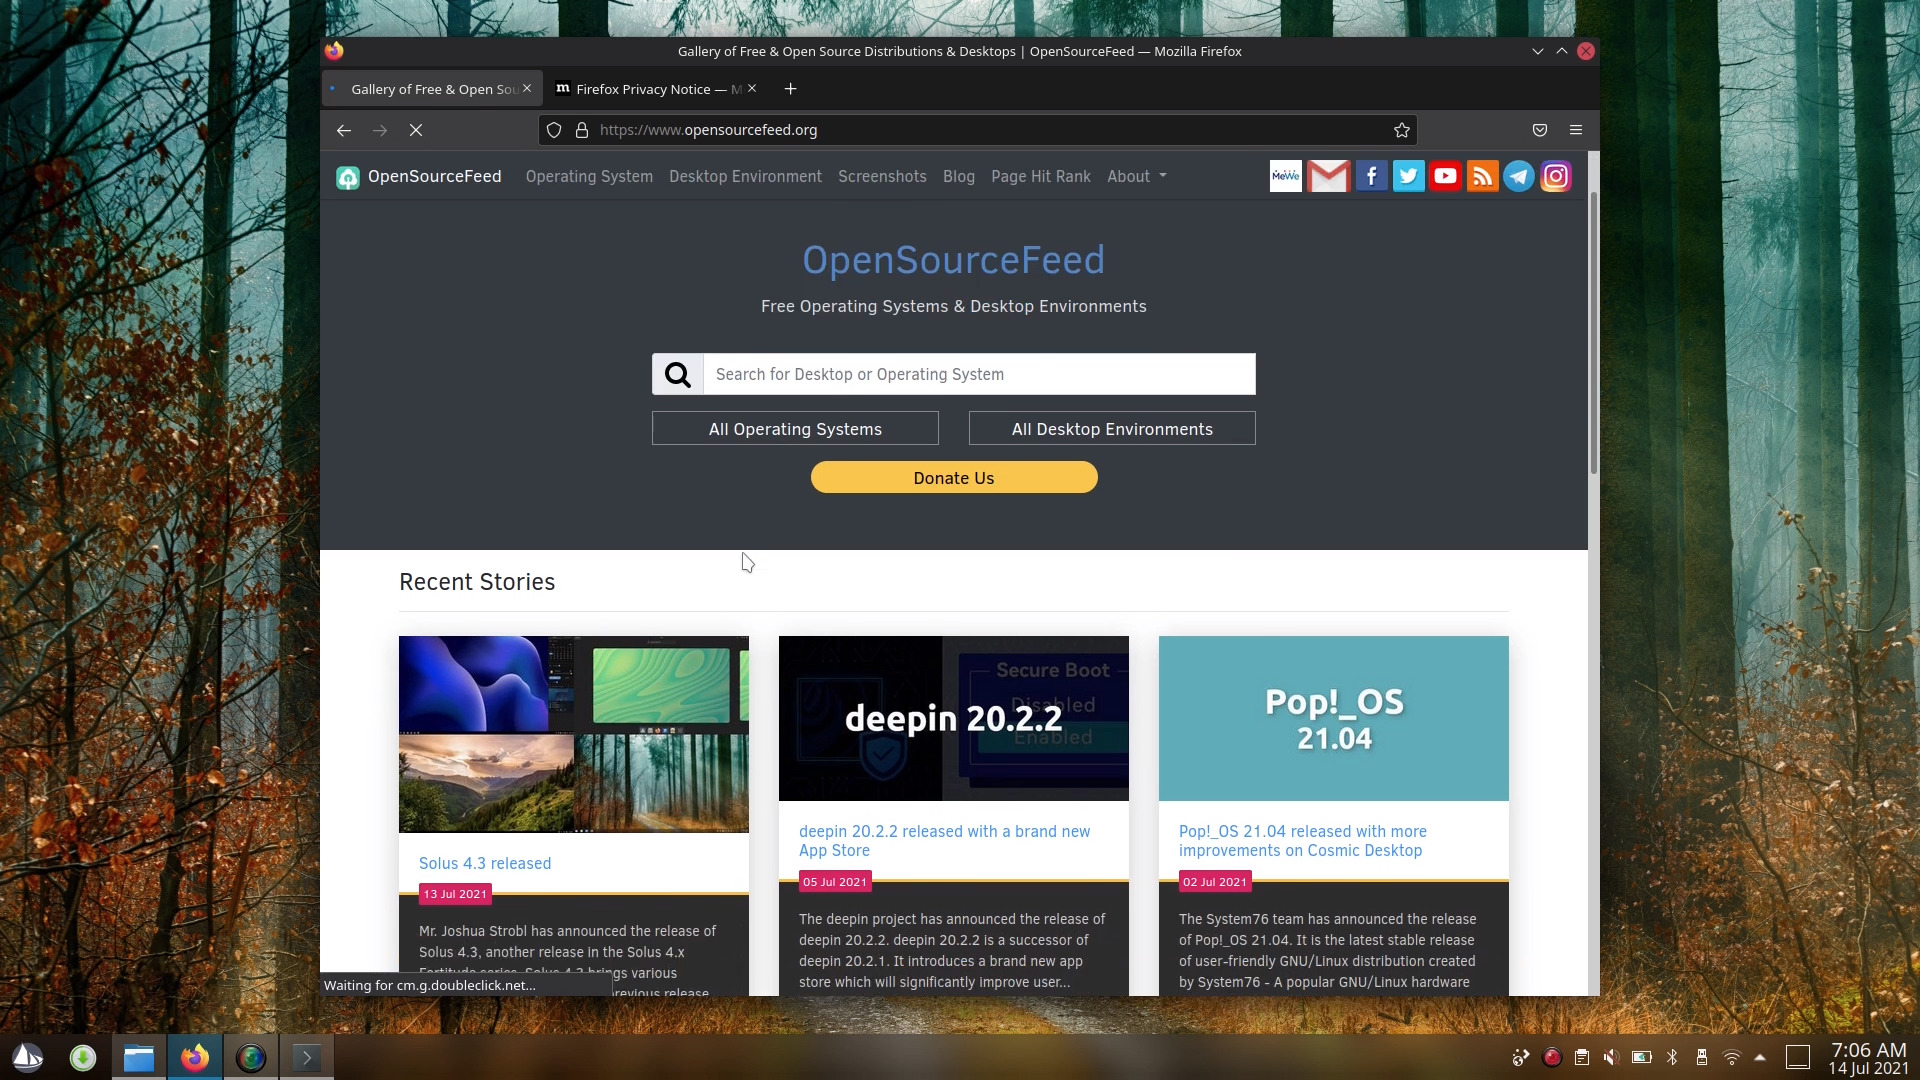 Gallery of Free & Open Source Distributions & Desktops | OpenSourceFeed — Mozilla Firefox
Gallery of Free & Open Sou
m Firefox Privacy Notice — M
https://www.opensourcefeed.org
OpenSourceFeed
Operating System
Desktop Environment
Screenshots
Blog
Page Hit Rank
About
MeWe
OpenSourceFeed
Free Operating Systems & Desktop Environments
Search for Desktop or Operating System
All Operating Systems
All Desktop Environments
Donate Us
Recent Stories
Solus 4.3 released
13 Jul 2021
Mr. Joshua Strobl has announced the release of
Solus 4.3, another release in the Solus 4.x
Fortitude series. Solus 4.3 brings various
previous release
Secure Boot
Disabled
Enabled
deepin 20.2.2
deepin 20.2.2 released with a brand new
App Store
05 Jul 2021
The deepin project has announced the release of
deepin 20.2.2. deepin 20.2.2 is a successor of
deepin 20.2.1. It introduces a brand new app
store which will significantly improve user...
Pop!_OS
21.04
Pop!_OS 21.04 released with more
improvements on Cosmic Desktop
02 Jul 2021
The System76 team has announced the release
of Pop!_OS 21.04. It is the latest stable release
of user-friendly GNU/Linux distribution created
by System76 - A popular GNU/Linux hardware
Waiting for cm.g.doubleclick.net...
7:06 AM
14 Jul 2021